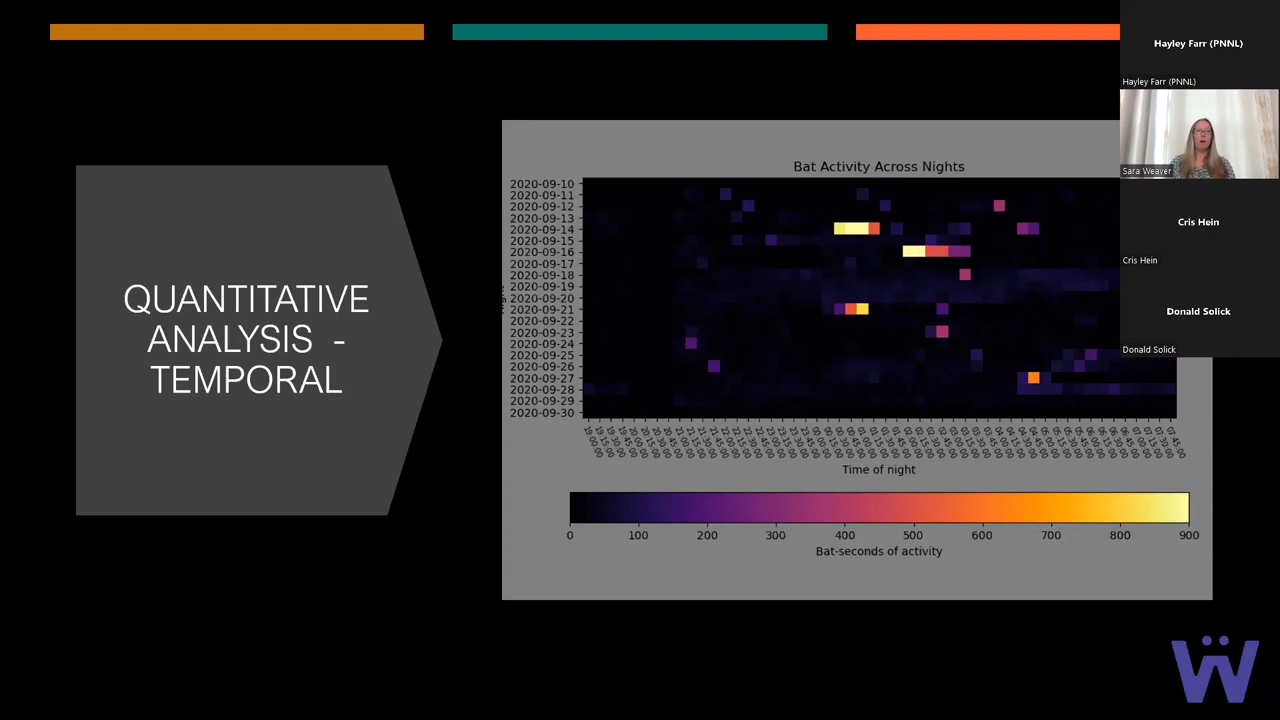 Hayley Farr (PNNL)
Hayley Farr (PNNL)
Sara Weaver
Cris Hein
Cris Hein
Donald Solick
Donald Solick
QUANTITATIVE
ANALYSIS -
TEMPORAL
Bat Activity Across Nights
2020-09-10
2020-09-11
2020-09-12
2020-09-13
2020-09-14
2020-09-15
2020-09-16
2020-09-17
2020-09-18
2020-09-19
2020-09-20
2020-09-21
2020-09-22
2020-09-23
2020-09-24
2020-09-25
2020-09-26
2020-09-27
2020-09-28
2020-09-29
2020-09-30
Time of night
0 100 200 300 400 500 600 700 800 900
Bat-seconds of activity